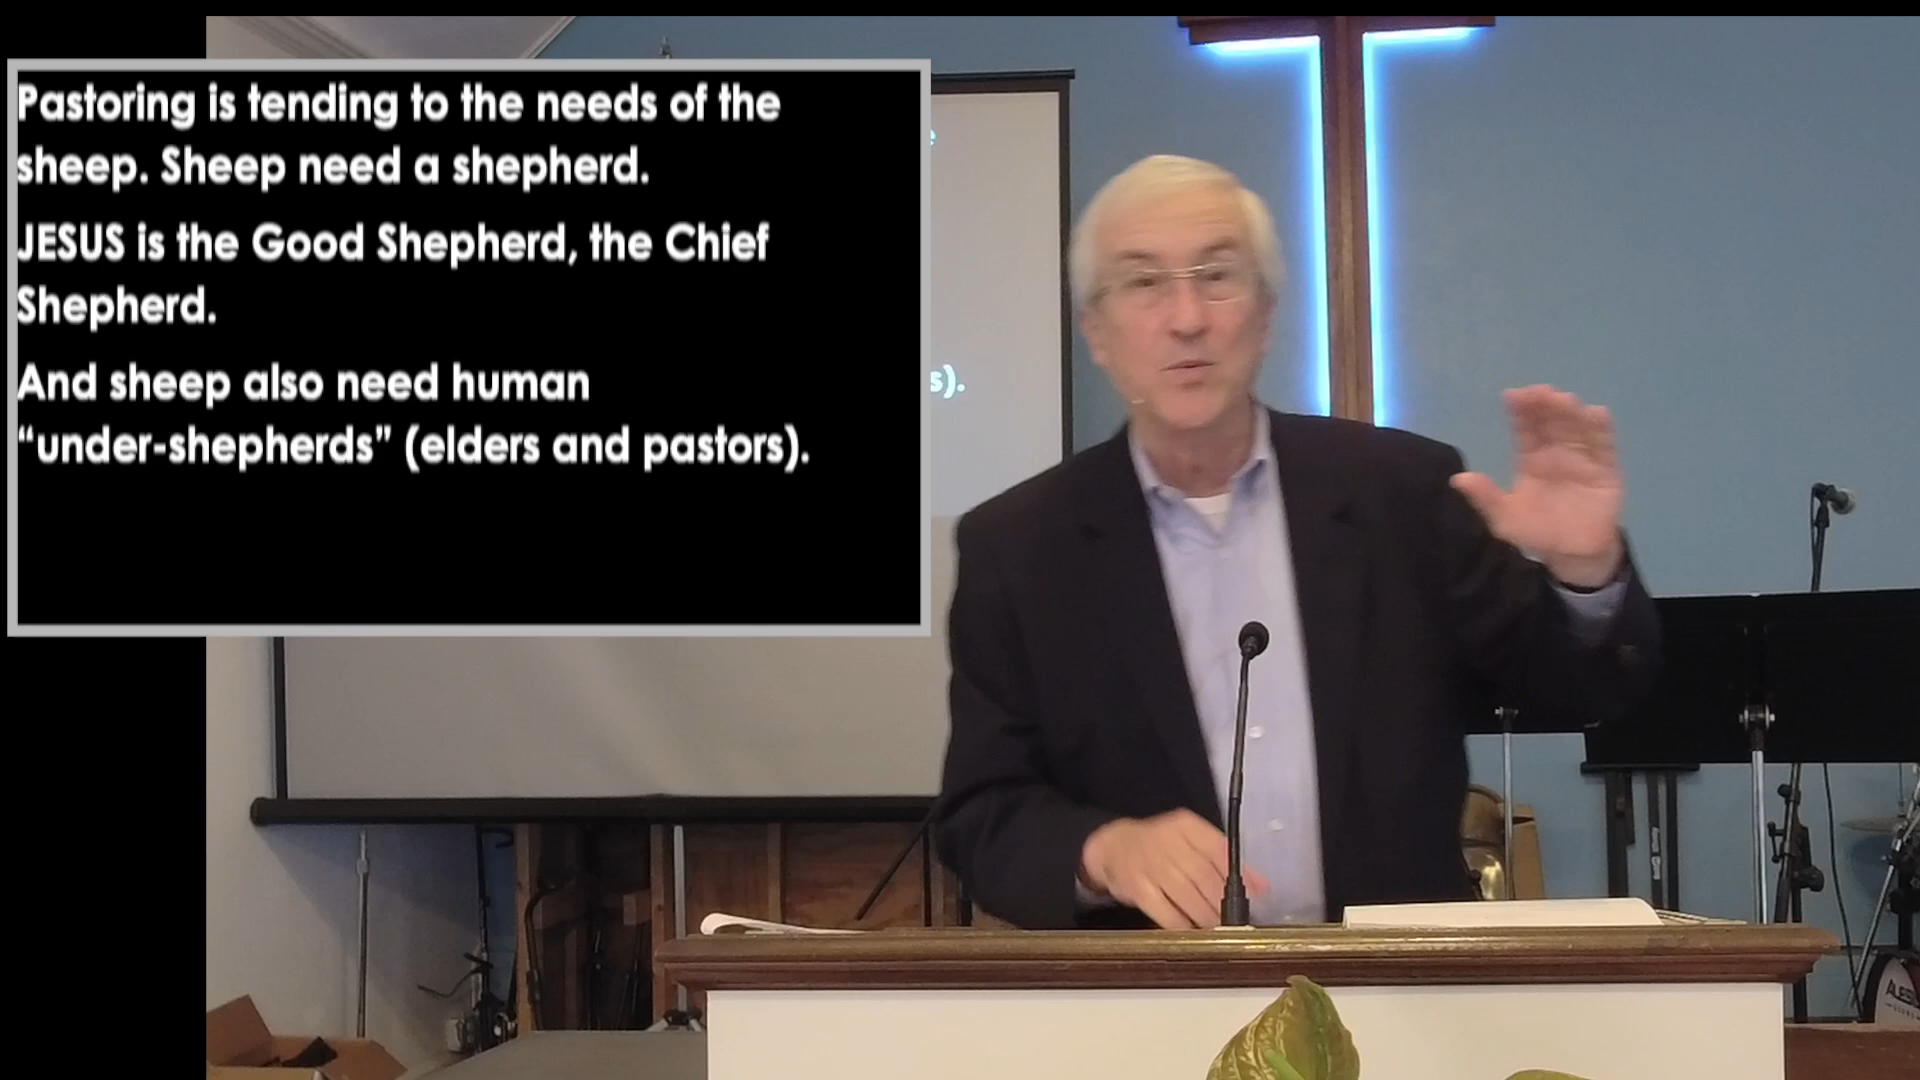 Pastoring is tending to the needs of the
sheep. Sheep need a shepherd.
JESUS is the Good Shepherd, the Chief
Shepherd.
And sheep also need human
“under-shepherds” (elders and pastors).
s).